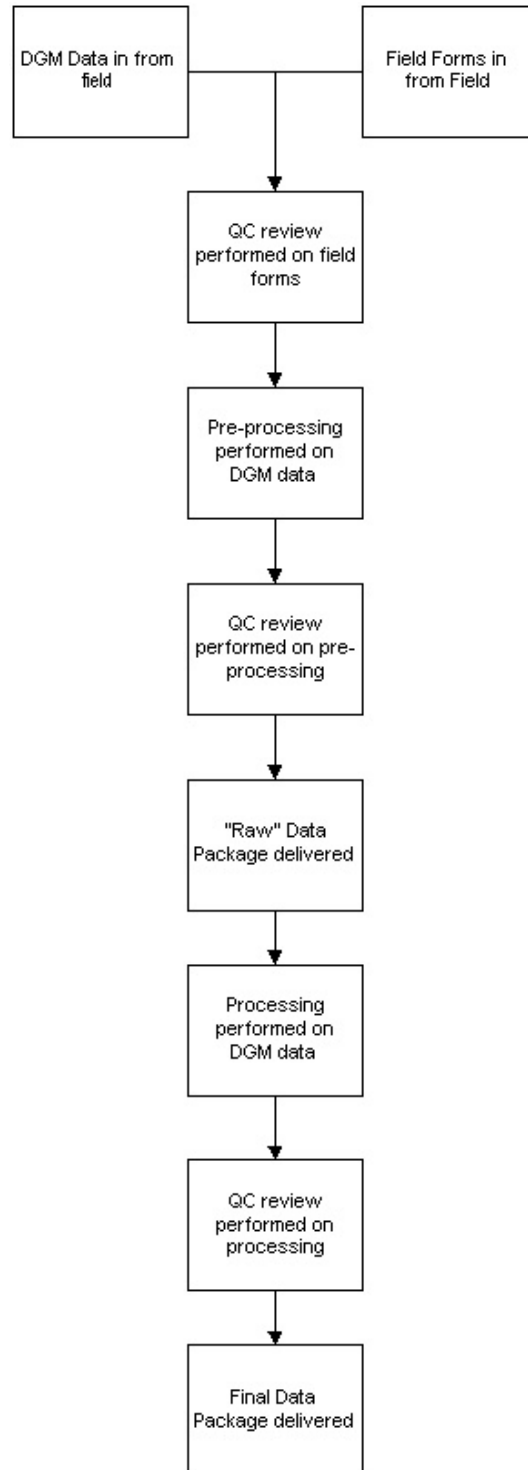 DGM Data in from
field
Field Forms in
from Field
QC review
performed on field
forms
Pre-processing
performed on
DGM data
QC review
performed on pre-
processing
"Raw" Data
Package delivered
Processing
performed on
DGM data
QC review
performed on
processing
Final Data
Package delivered